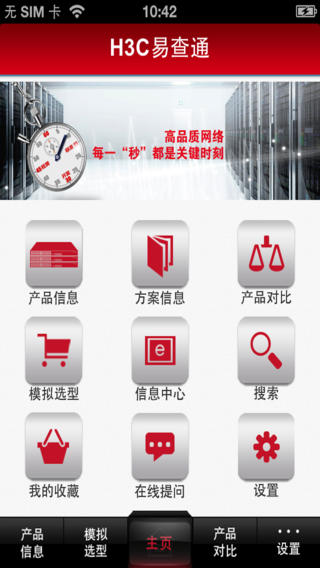 无 SIM 卡
10:42
H3C易查通
高品质网络
每一“秒”都是关键时刻
产品信息
方案信息
产品对比
模拟选型
e
信息中心
搜索
我的收藏
在线提问
设置
产品
信息
模拟
选型
主页
产品
对比
设置